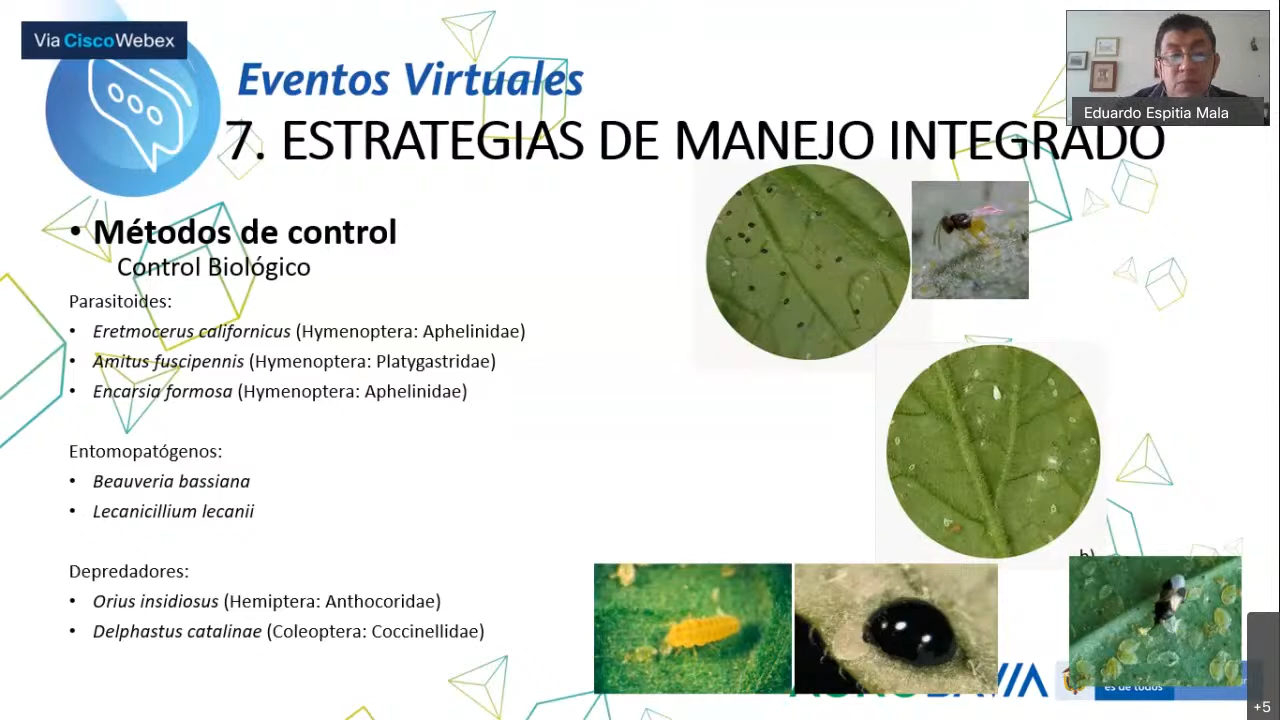 Vía CiscoWebex
Eventos Virtuales
Eduardo Espitia Mala
7. ESTRATEGIAS DE MANEJO INTEGRADO
• Métodos de control
Control Biológico
Parasitoides:
• Eretmocerus californicus (Hymenoptera: Aphelinidae)
• Amitus fuscipennis (Hymenoptera: Platygastridae)
• Encarsia formosa (Hymenoptera: Aphelinidae)
Entomopatógenos:
• Beauveria bassiana
• Lecanicillium lecanii
Depredadores:
• Orius insidiosus (Hemiptera: Anthocoridae)
• Delphastus catalinae (Coleoptera: Coccinellidae)
es de todos
+5